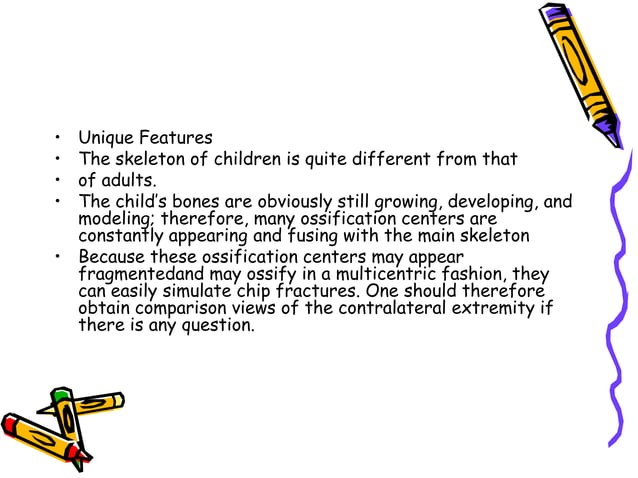 • Unique Features
• The skeleton of children is quite different from that
• of adults.
• The child’s bones are obviously still growing, developing, and
modeling; therefore, many ossification centers are
constantly appearing and fusing with the main skeleton
• Because these ossification centers may appear
fragmentedand may ossify in a multicentric fashion, they
can easily simulate chip fractures. One should therefore
obtain comparison views of the contralateral extremity if
there is any question.